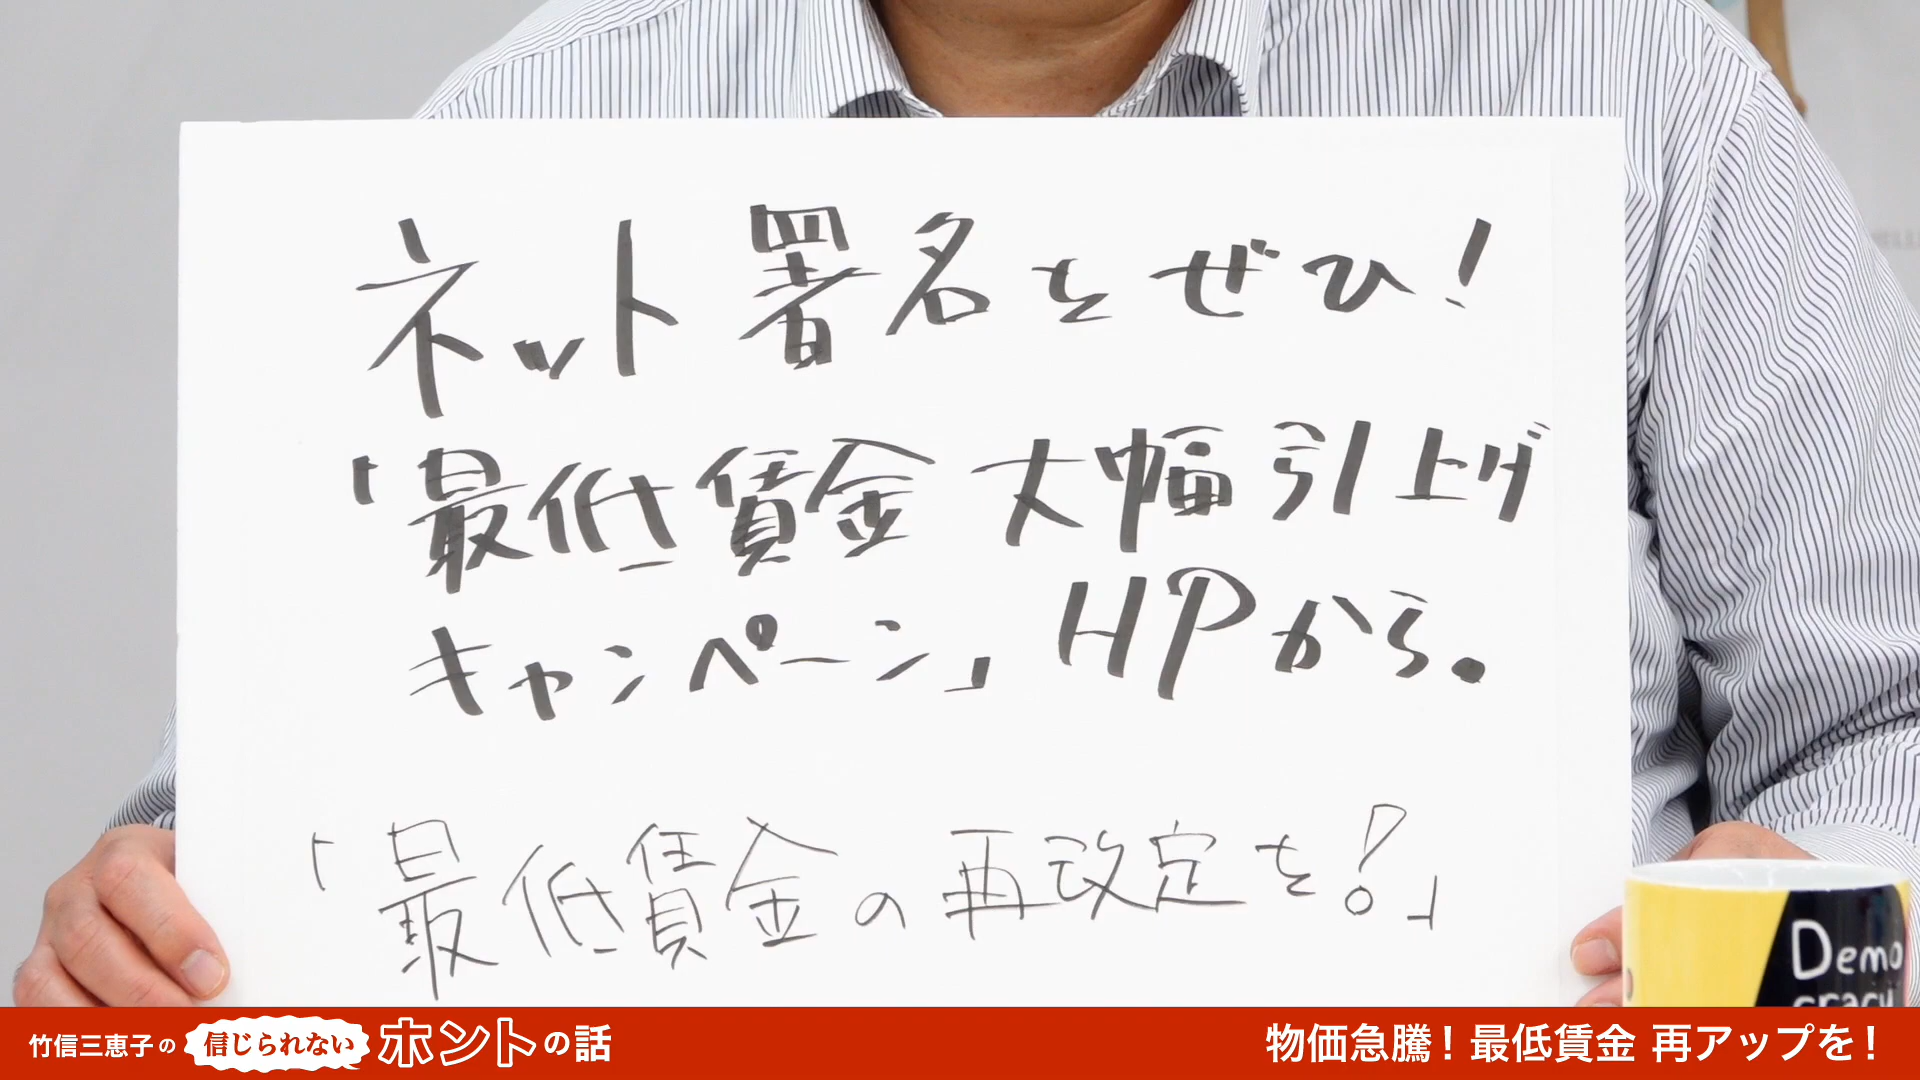 ネット署名をぜひ!
「最低賃金大幅引上げ
キャンペーン」HPから。
「最低賃金の再改定を!」
Demo
cracy
竹信三恵子の信じられないホントの話
物価急騰!最低賃金 再アップを!